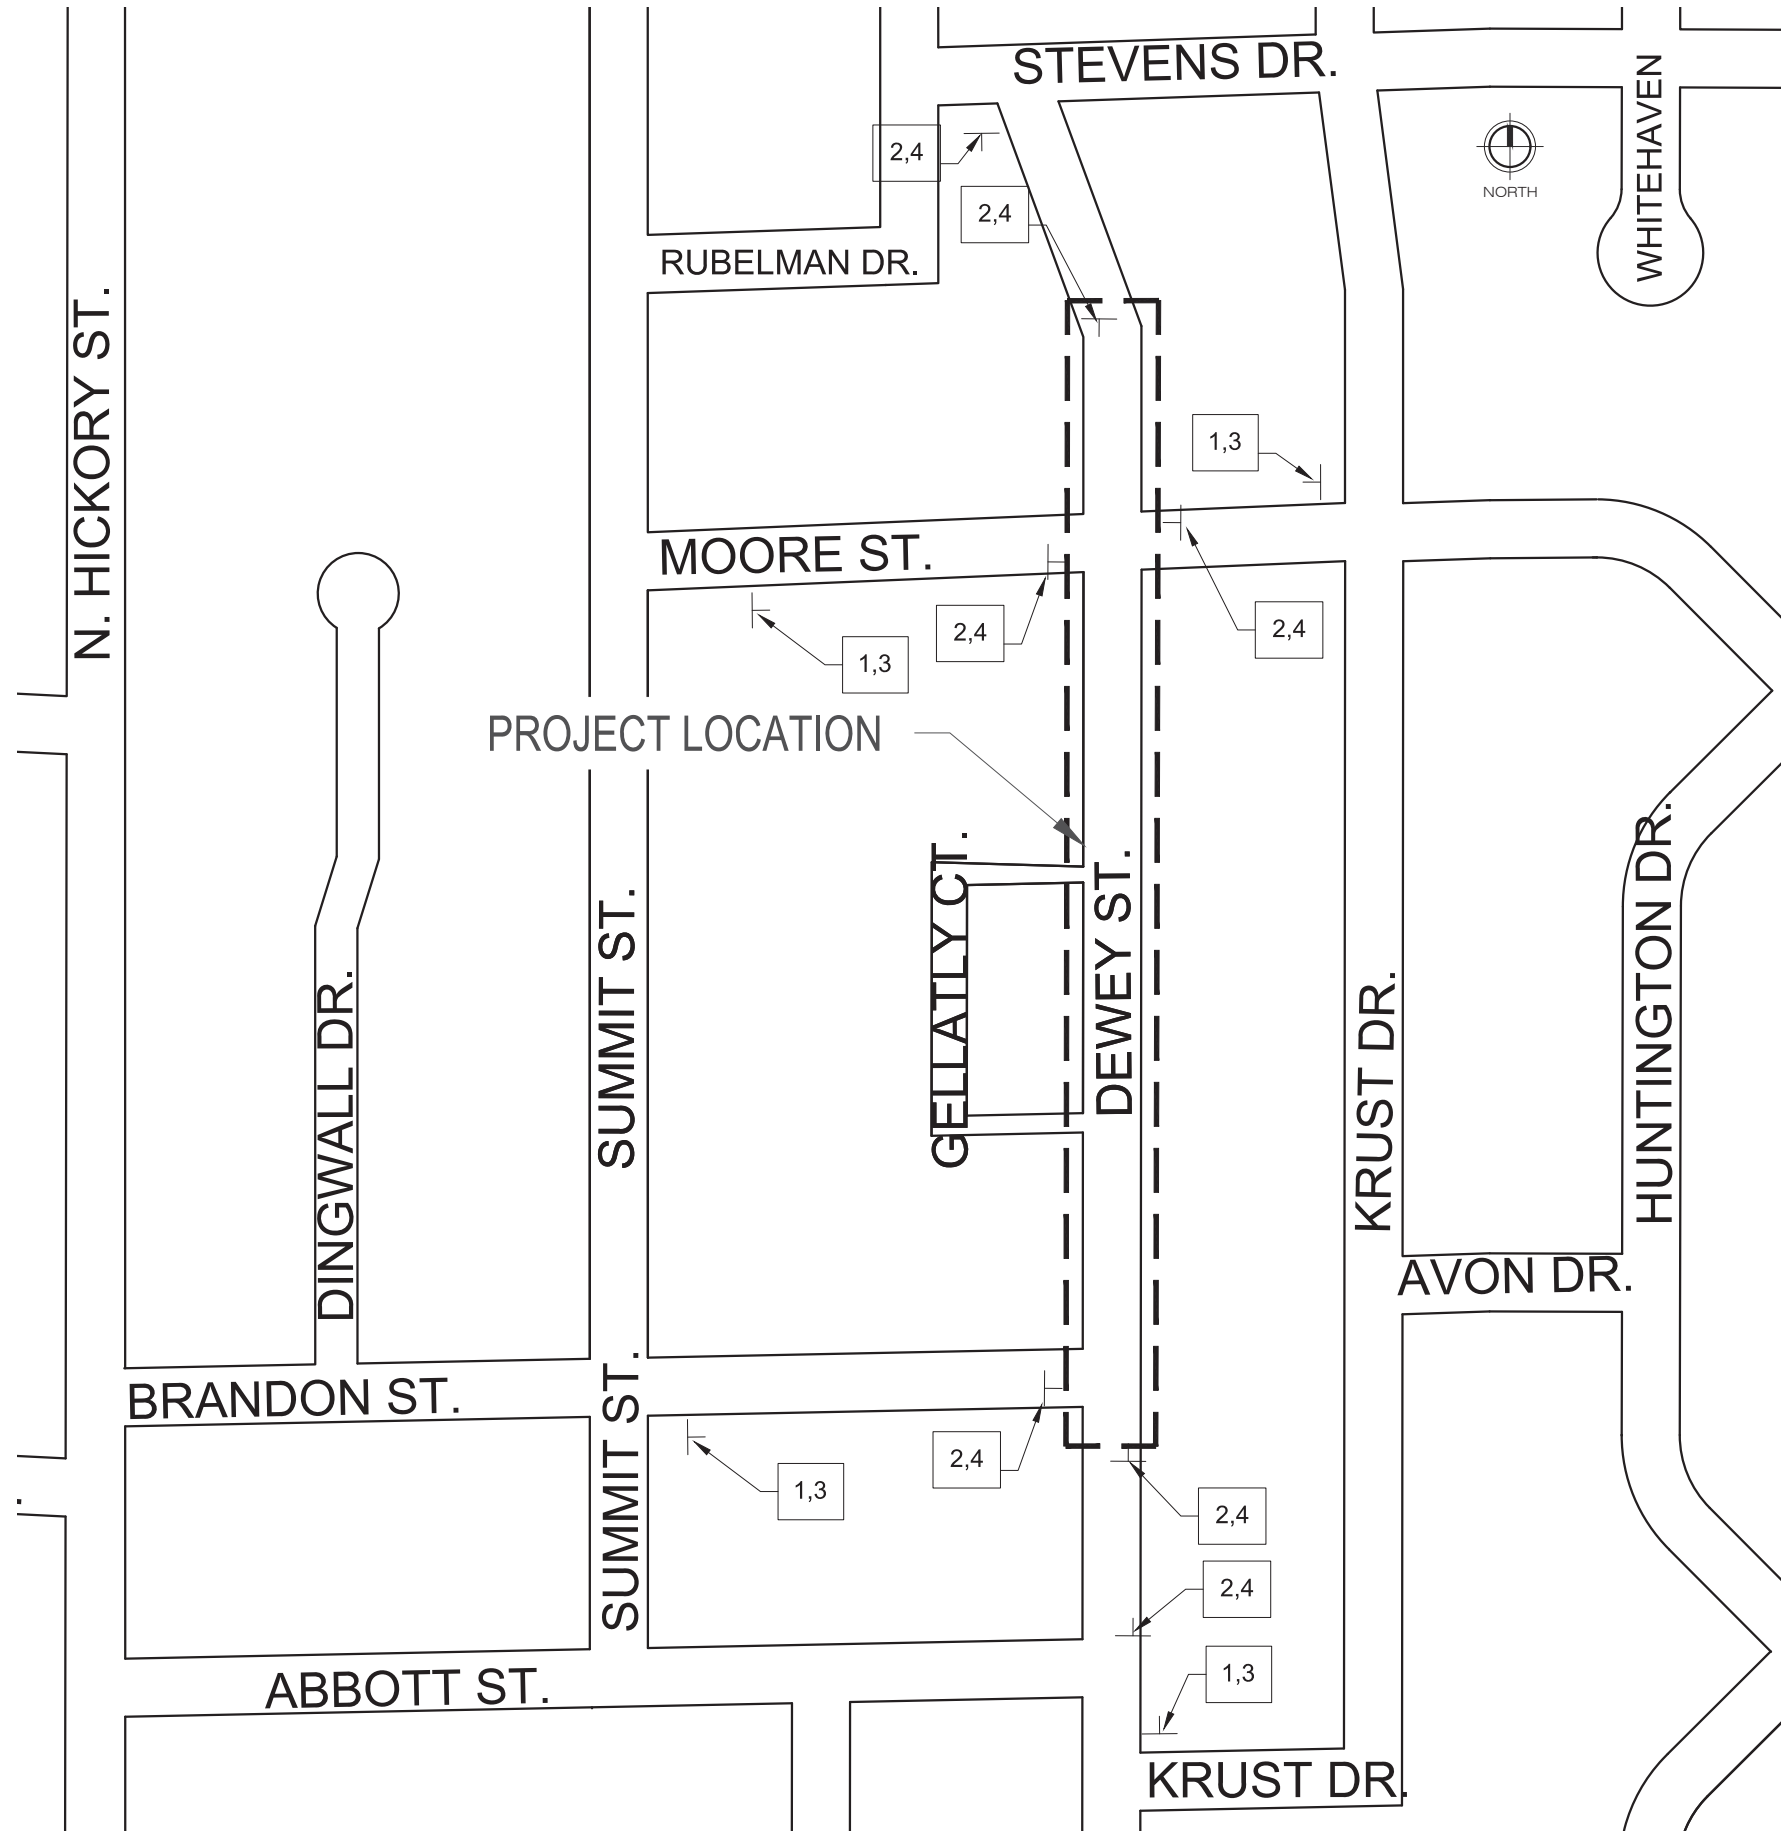 STEVENS DR.
WHITEHAVEN
2,4
NORTH
2,4
RUBELMAN DR.
N. HICKORY ST.
1,3
MOORE ST.
2,4
2,4
1,3
PROJECT LOCATION
GELLATLY CT.
DEWEY ST.
SUMMIT ST.
DINGWALL DR.
KRUST DR.
HUNTINGTON DR.
AVON DR.
BRANDON ST.
SUMMIT ST.
2,4
1,3
2,4
2,4
1,3
ABBOTT ST.
KRUST DR.